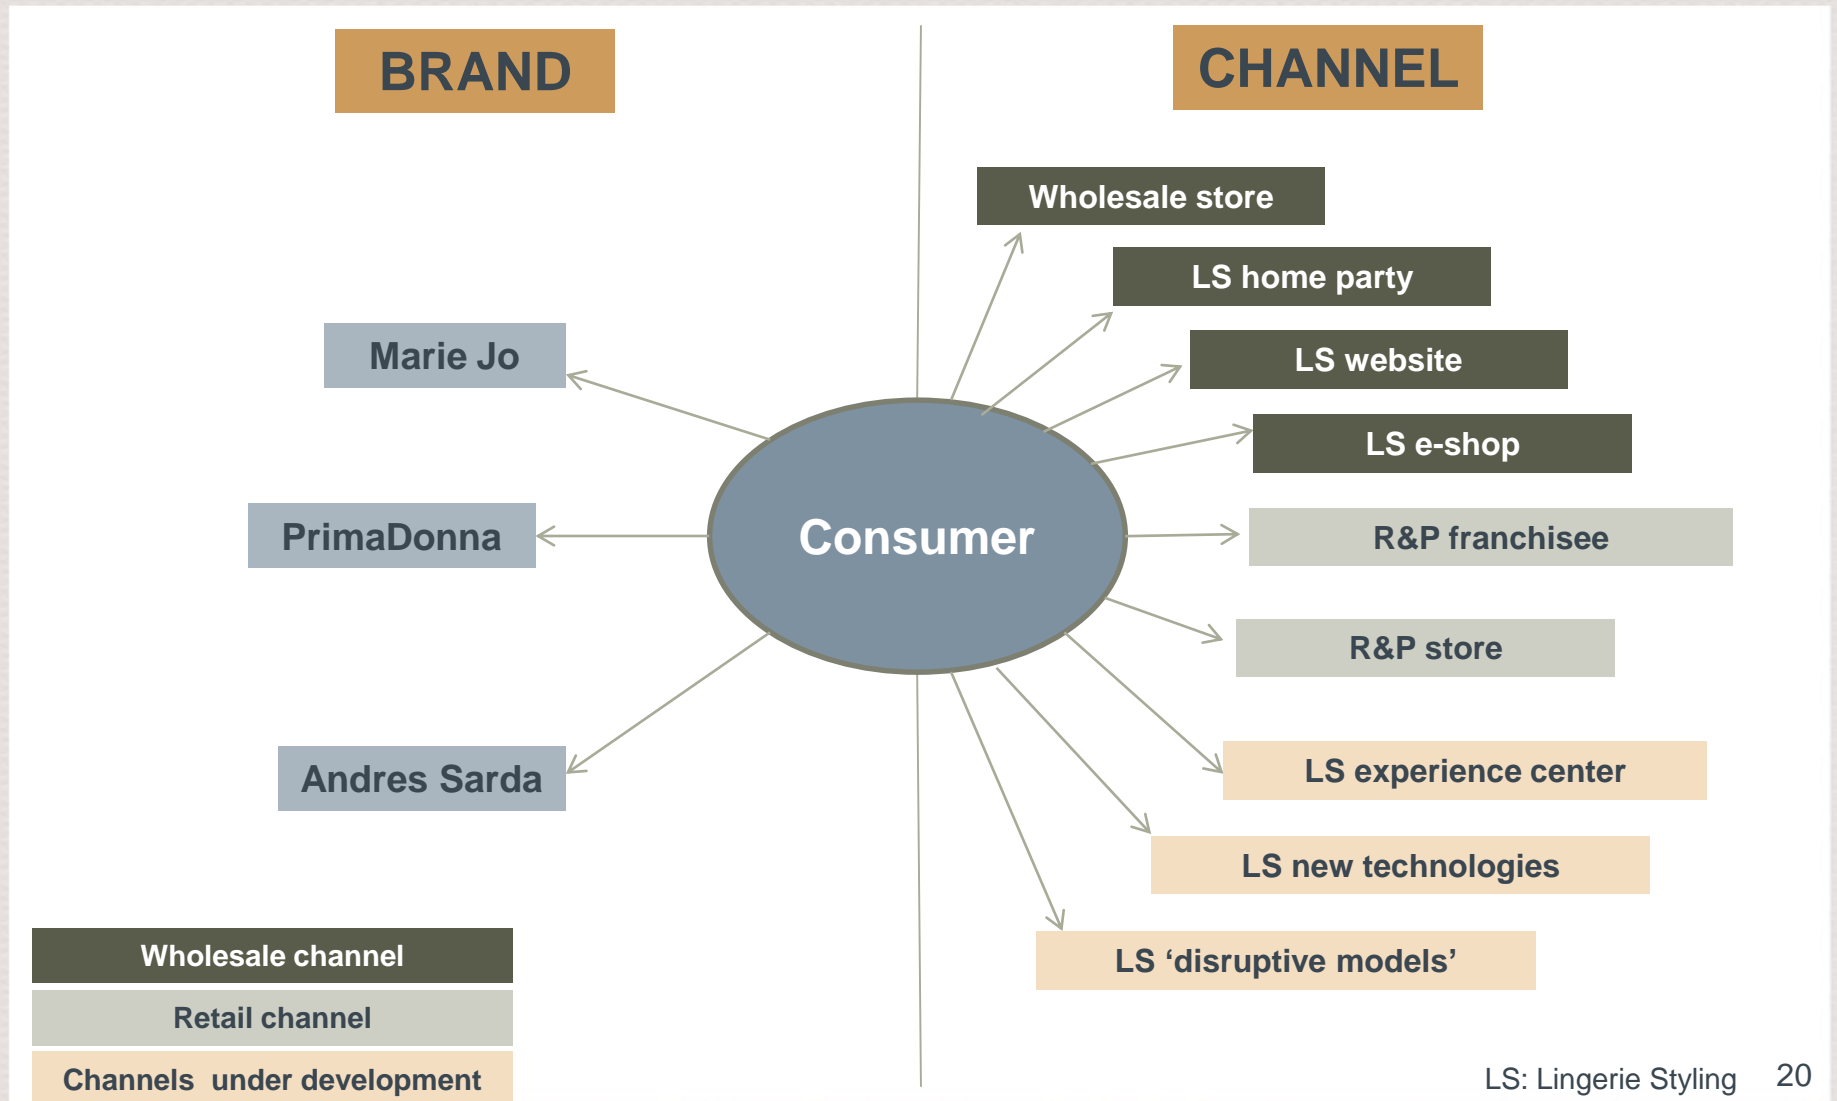 BRAND
CHANNEL
Wholesale store
LS home party
Marie Jo
LS website
LS e-shop
PrimaDonna
Consumer
R&P franchisee
R&P store
Andres Sarda
LS experience center
LS new technologies
LS ‘disruptive models’
Wholesale channel
Retail channel
Channels  under development
LS: Lingerie Styling
20